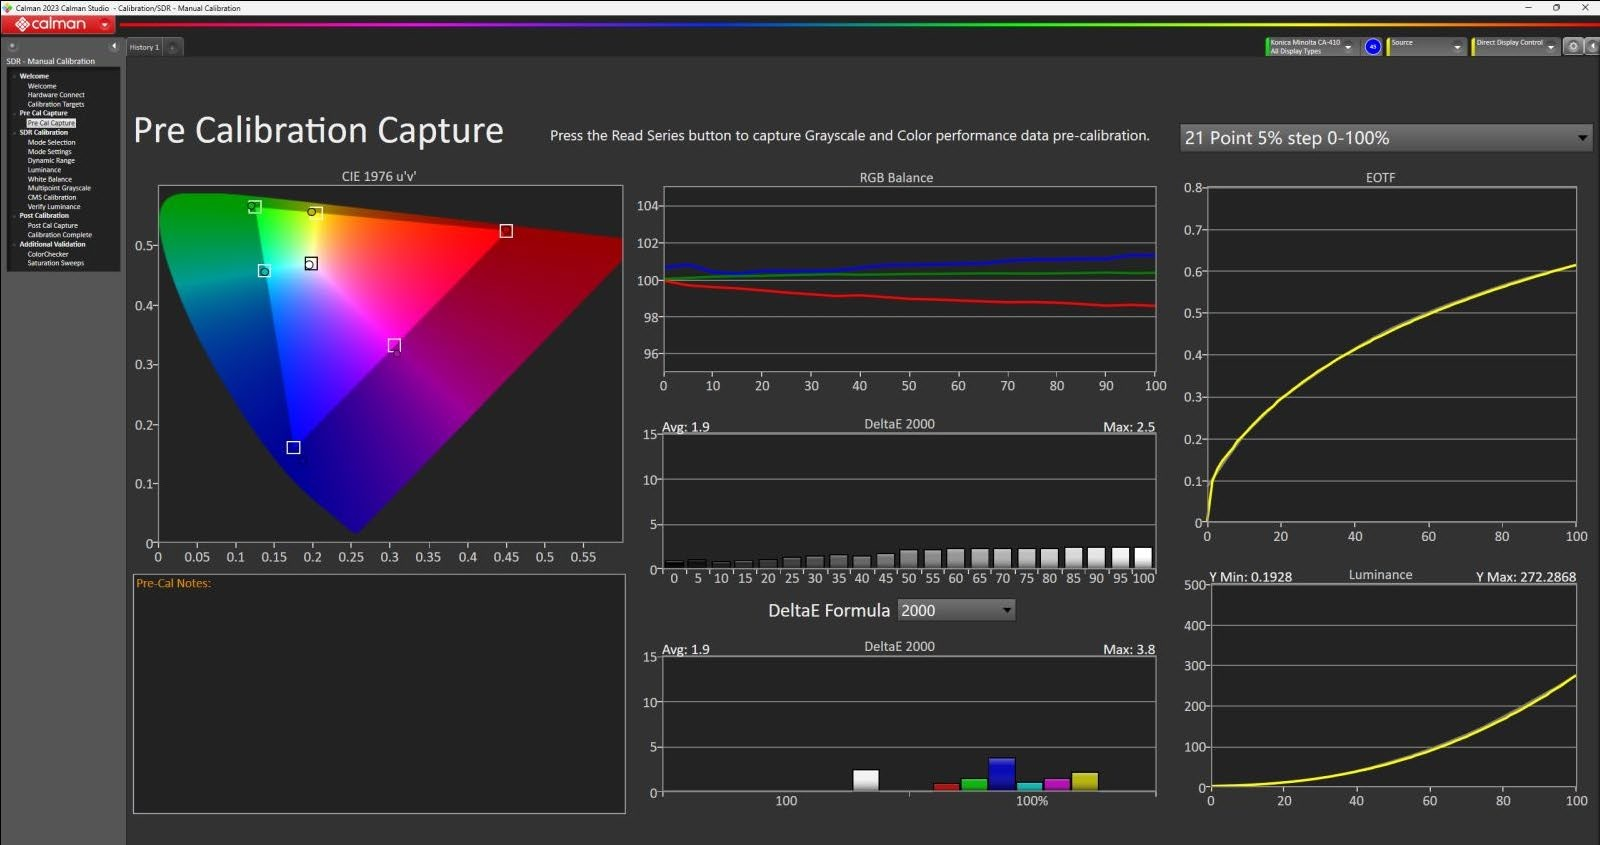 Calman 2023 Calman Studio - Calibration/SDR - Manual Calibration
calman
History 1
Konica Minolta CA-410
All Display Types
Source
Direct Display Control
SDR - Manual Calibration
Welcome
Welcome
Hardware Connect
Calibration Targets
Pre Cal Capture
Pre Cal Capture
SDR Calibration
Mode Selection
Mode Settings
Dynamic Range
Luminance
White Balance
Multipoint Grayscale
CMS Calibration
Verify Luminance
Post Calibration
Post Cal Capture
Calibration Complete
Additional Validation
ColorChecker
Saturation Sweeps
Pre Calibration Capture
Press the Read Series button to capture Grayscale and Color performance data pre-calibration.
21 Point 5% step 0-100%
CIE 1976 u'v'
0.5
0.4
0.3
0.2
0.1
0
0 0.05 0.1 0.15 0.2 0.25 0.3 0.35 0.4 0.45 0.5 0.55
Pre-Cal Notes:
RGB Balance
104
102
100
98
96
0 10 20 30 40 50 60 70 80 90 100
Avg: 1.9 DeltaE 2000 Max: 2.5
15
10
5
0
0 5 10 15 20 25 30 35 40 45 50 55 60 65 70 75 80 85 90 95 100
DeltaE Formula 2000
Avg: 1.9 DeltaE 2000 Max: 3.8
15
10
5
0
100 100%
EOTF
0.8
0.7
0.6
0.5
0.4
0.3
0.2
0.1
0
0 20 40 60 80 100
Y Min: 0.1928 Luminance Y Max: 272.2868
500
400
300
200
100
0
0 20 40 60 80 100